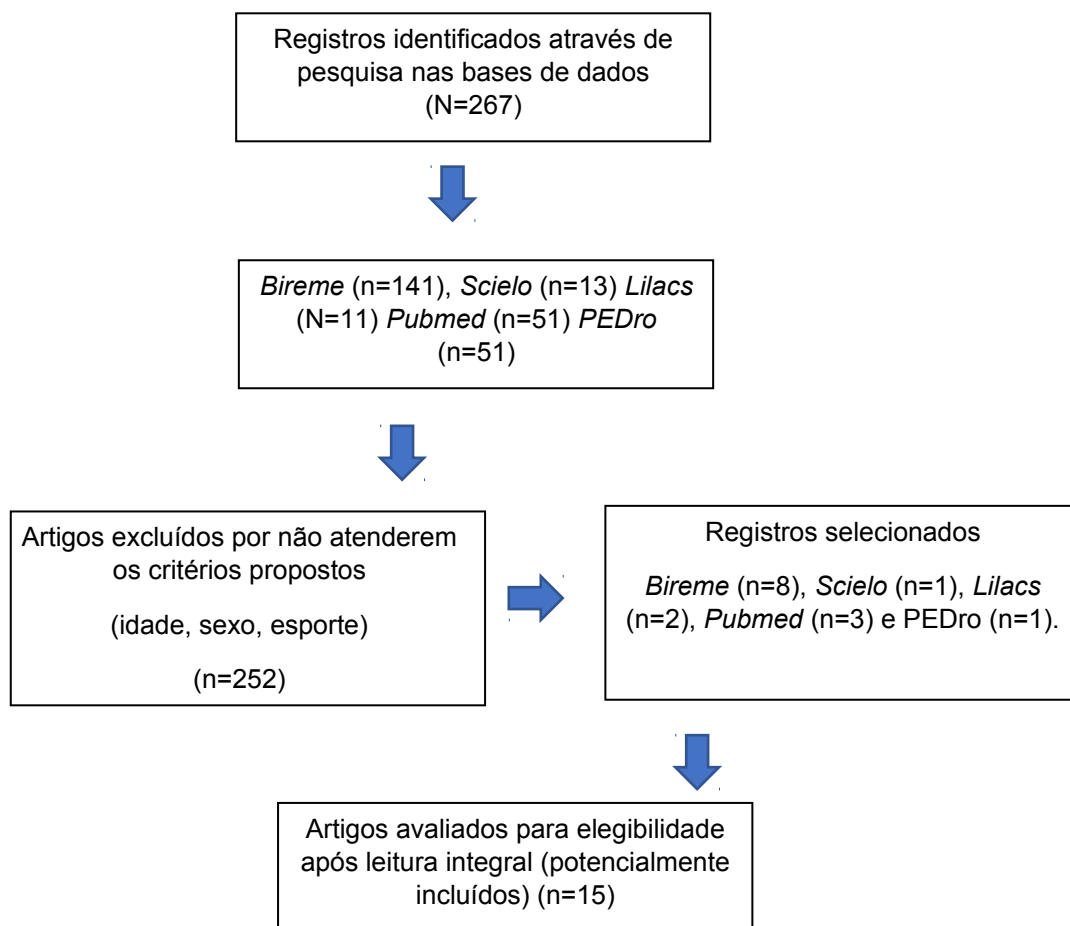 Registros identificados através de
pesquisa nas bases de dados
(N=267)
Bireme (n=141), Scielo (n=13) Lilacs
(N=11) Pubmed (n=51) PEDro
(n=51)
Artigos excluídos por não atenderem
os critérios propostos
(idade, sexo, esporte)
(n=252)
Registros selecionados
Bireme (n=8), Scielo (n=1), Lilacs
(n=2), Pubmed (n=3) e PEDro (n=1).
Artigos avaliados para elegibilidade
após leitura integral (potencialmente
incluídos) (n=15)